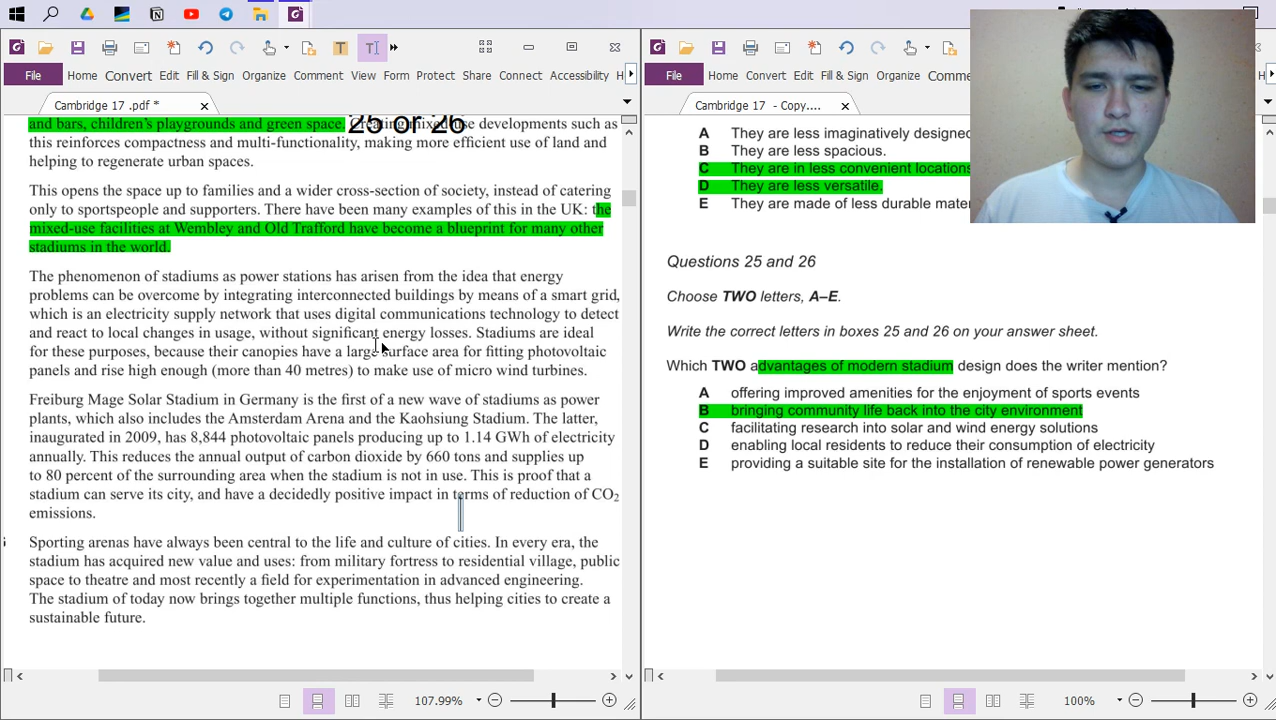 File Home Convert Edit Fill & Sign Organize Comment View Form Protect Share Connect Accessibility H
Cambridge 17 .pdf *
and bars, children's playgrounds and green space. Creating mixed-use developments such as
25 or 26
this reinforces compactness and multi-functionality, making more efficient use of land and
helping to regenerate urban spaces.
This opens the space up to families and a wider cross-section of society, instead of catering
only to sportspeople and supporters. There have been many examples of this in the UK: the
mixed-use facilities at Wembley and Old Trafford have become a blueprint for many other
stadiums in the world.
The phenomenon of stadiums as power stations has arisen from the idea that energy
problems can be overcome by integrating interconnected buildings by means of a smart grid,
which is an electricity supply network that uses digital communications technology to detect
and react to local changes in usage, without significant energy losses. Stadiums are ideal
for these purposes, because their canopies have a large surface area for fitting photovoltaic
panels and rise high enough (more than 40 metres) to make use of micro wind turbines.
Freiburg Mage Solar Stadium in Germany is the first of a new wave of stadiums as power
plants, which also includes the Amsterdam Arena and the Kaohsiung Stadium. The latter,
inaugurated in 2009, has 8,844 photovoltaic panels producing up to 1.14 GWh of electricity
annually. This reduces the annual output of carbon dioxide by 660 tons and supplies up
to 80 percent of the surrounding area when the stadium is not in use. This is proof that a
stadium can serve its city, and have a decidedly positive impact in terms of reduction of CO₂
emissions.
Sporting arenas have always been central to the life and culture of cities. In every era, the
stadium has acquired new value and uses: from military fortress to residential village, public
space to theatre and most recently a field for experimentation in advanced engineering.
The stadium of today now brings together multiple functions, thus helping cities to create a
sustainable future.
107.99%
File Home Convert Edit Fill & Sign Organize Comme
Cambridge 17 - Copy....
A They are less imaginatively designed
B They are less spacious.
C They are in less convenient locations
D They are less versatile.
E They are made of less durable mater
Questions 25 and 26
Choose TWO letters, A–E.
Write the correct letters in boxes 25 and 26 on your answer sheet.
Which TWO advantages of modern stadium design does the writer mention?
A offering improved amenities for the enjoyment of sports events
B bringing community life back into the city environment
C facilitating research into solar and wind energy solutions
D enabling local residents to reduce their consumption of electricity
E providing a suitable site for the installation of renewable power generators
100%